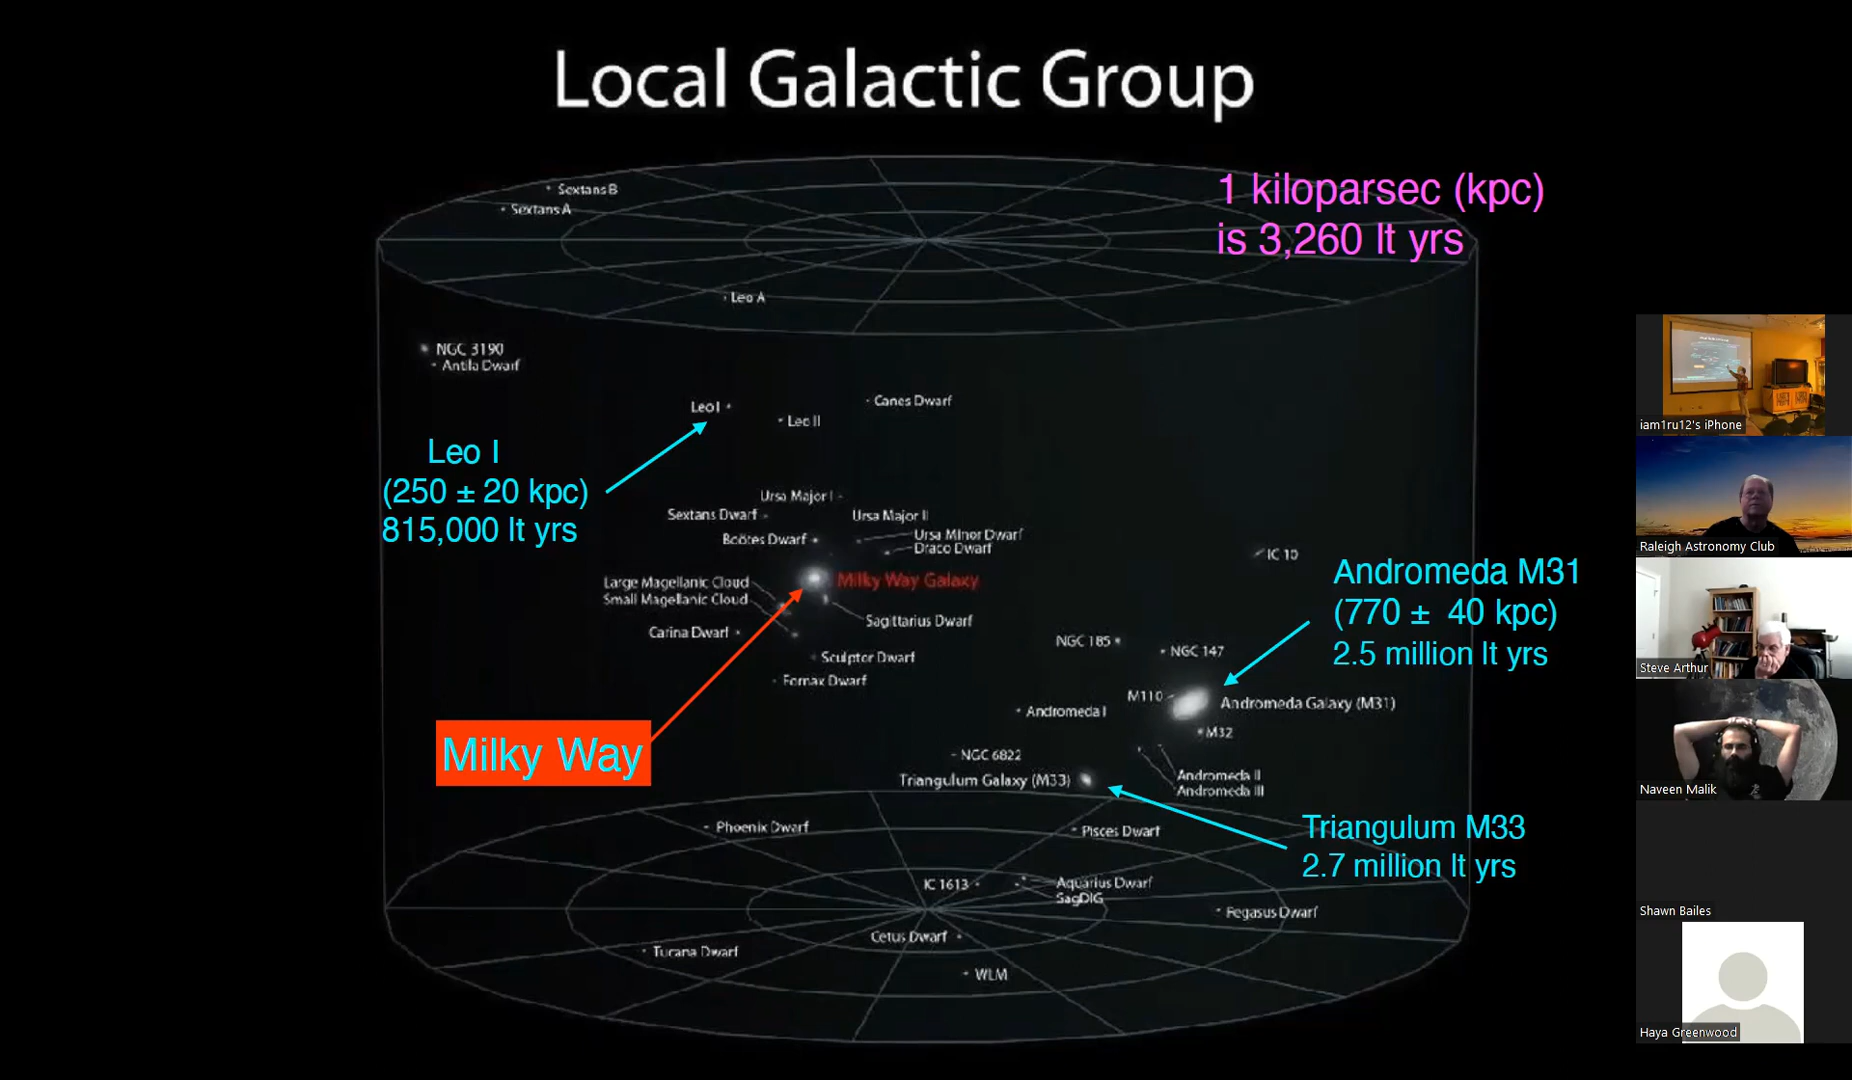 Local Galactic Group
1 kiloparsec (kpc)
is 3,260 lt yrs
Sextans B
Sextans A
Leo A
NGC 3190
Antila Dwarf
Leo I
Leo II
Canes Dwarf
Leo I
(250 ± 20 kpc)
815,000 lt yrs
Ursa Major I
Sextans Dwarf
Ursa Major II
Boötes Dwarf
Ursa Minor Dwarf
Draco Dwarf
IC 10
Large Magellanic Cloud
Small Magellanic Cloud
Milky Way Galaxy
Andromeda M31
(770 ± 40 kpc)
2.5 million lt yrs
Sagittarius Dwarf
Carina Dwarf
Sculptor Dwarf
Fornax Dwarf
NGC 185
NGC 147
M110
Andromeda Galaxy (M31)
Andromeda I
M32
Milky Way
NGC 6822
Triangulum Galaxy (M33)
Andromeda II
Andromeda III
Phoenix Dwarf
Pisces Dwarf
Triangulum M33
2.7 million lt yrs
IC 1613
Aquarius Dwarf
SagDIG
Pegasus Dwarf
Cetus Dwarf
Tucana Dwarf
WLM
iam1ru12's iPhone
Raleigh Astronomy Club
Steve Arthur
Naveen Malik
Shawn Bailes
Haya Greenwood